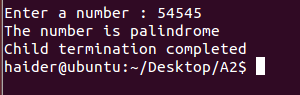 Enter a number : 54545
The number is palindrome
Child termination completed
haider@ubuntu:~/Desktop/A2$